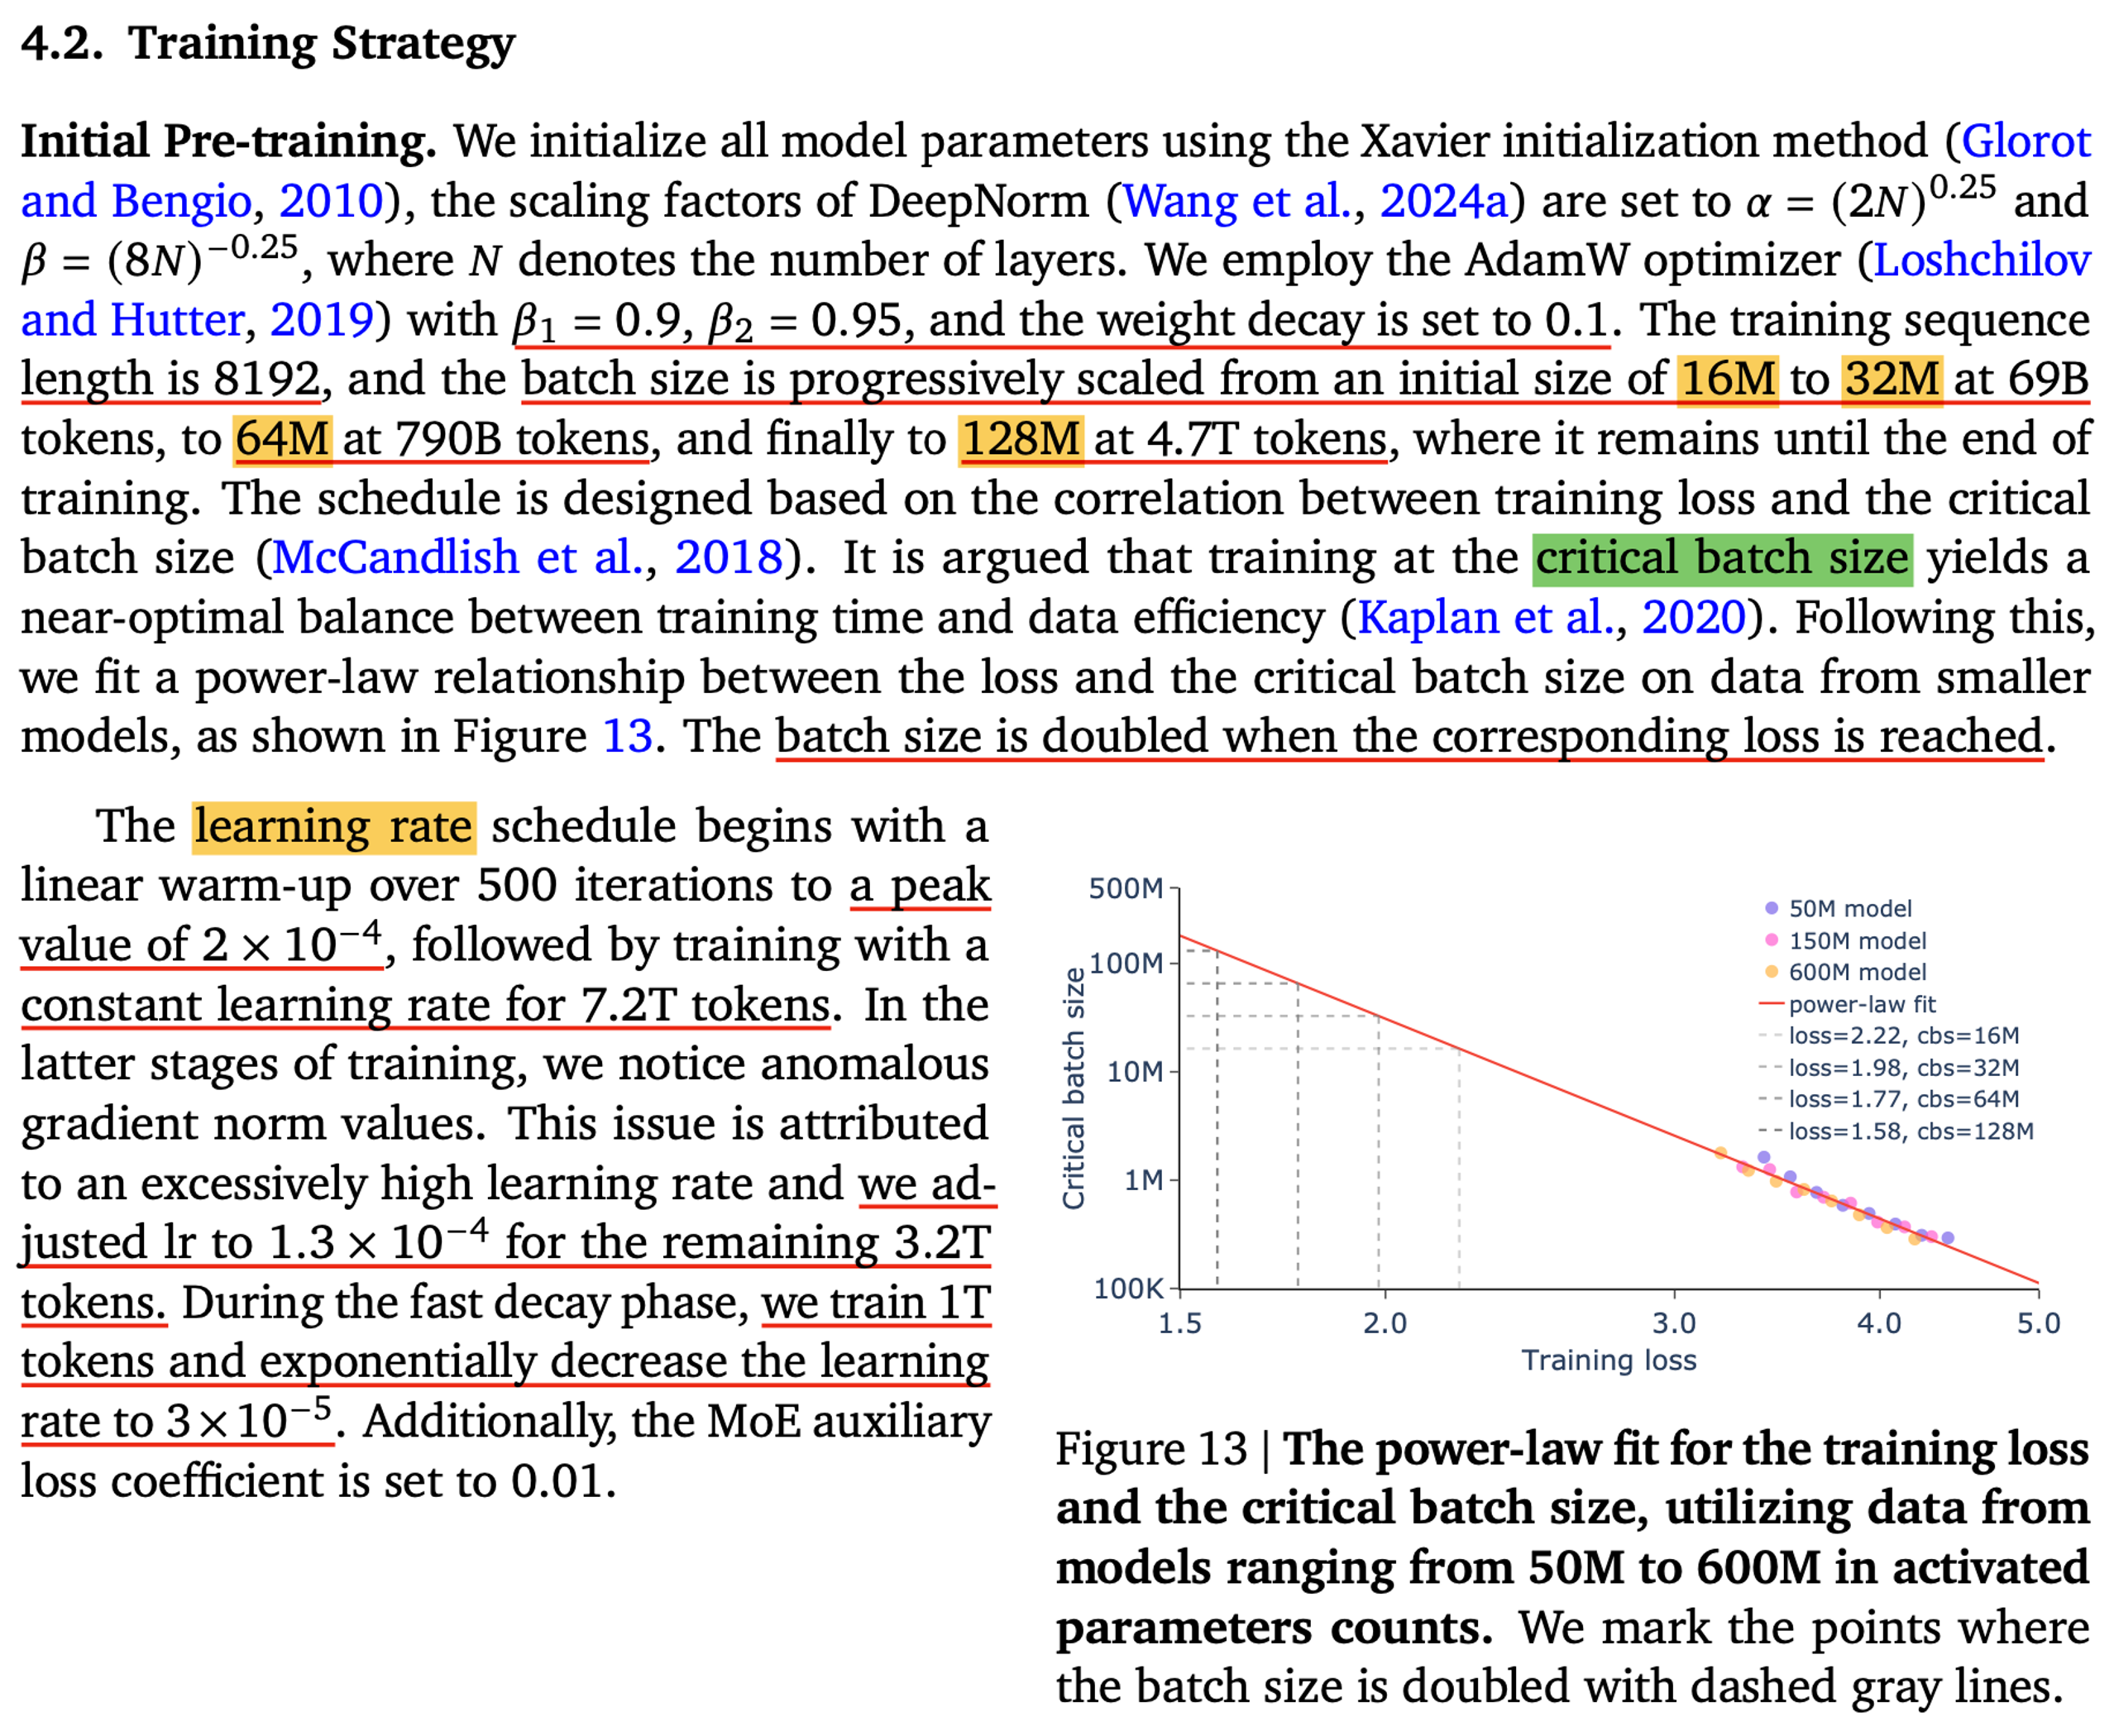 4.2. Training Strategy
Initial Pre-training. We initialize all model parameters using the Xavier initialization method (Glorot
and Bengio, 2010), the scaling factors of DeepNorm (Wang et al., 2024a) are set to α = (2N)^0.25 and
β = (8N)^−0.25, where N denotes the number of layers. We employ the AdamW optimizer (Loshchilov
and Hutter, 2019) with β₁ = 0.9, β₂ = 0.95, and the weight decay is set to 0.1. The training sequence
length is 8192, and the batch size is progressively scaled from an initial size of 16M to 32M at 69B
tokens, to 64M at 790B tokens, and finally to 128M at 4.7T tokens, where it remains until the end of
training. The schedule is designed based on the correlation between training loss and the critical
batch size (McCandlish et al., 2018). It is argued that training at the critical batch size yields a
near-optimal balance between training time and data efficiency (Kaplan et al., 2020). Following this,
we fit a power-law relationship between the loss and the critical batch size on data from smaller
models, as shown in Figure 13. The batch size is doubled when the corresponding loss is reached.
The learning rate schedule begins with a
linear warm-up over 500 iterations to a peak
value of 2 × 10^−4, followed by training with a
constant learning rate for 7.2T tokens. In the
latter stages of training, we notice anomalous
gradient norm values. This issue is attributed
to an excessively high learning rate and we ad-
justed lr to 1.3 × 10^−4 for the remaining 3.2T
tokens. During the fast decay phase, we train 1T
tokens and exponentially decrease the learning
rate to 3×10^−5. Additionally, the MoE auxiliary
loss coefficient is set to 0.01.
Critical batch size
500M
100M
10M
1M
100K
1.5 2.0 3.0 4.0 5.0
Training loss
50M model
150M model
600M model
power-law fit
loss=2.22, cbs=16M
loss=1.98, cbs=32M
loss=1.77, cbs=64M
loss=1.58, cbs=128M
Figure 13 | The power-law fit for the training loss
and the critical batch size, utilizing data from
models ranging from 50M to 600M in activated
parameters counts. We mark the points where
the batch size is doubled with dashed gray lines.